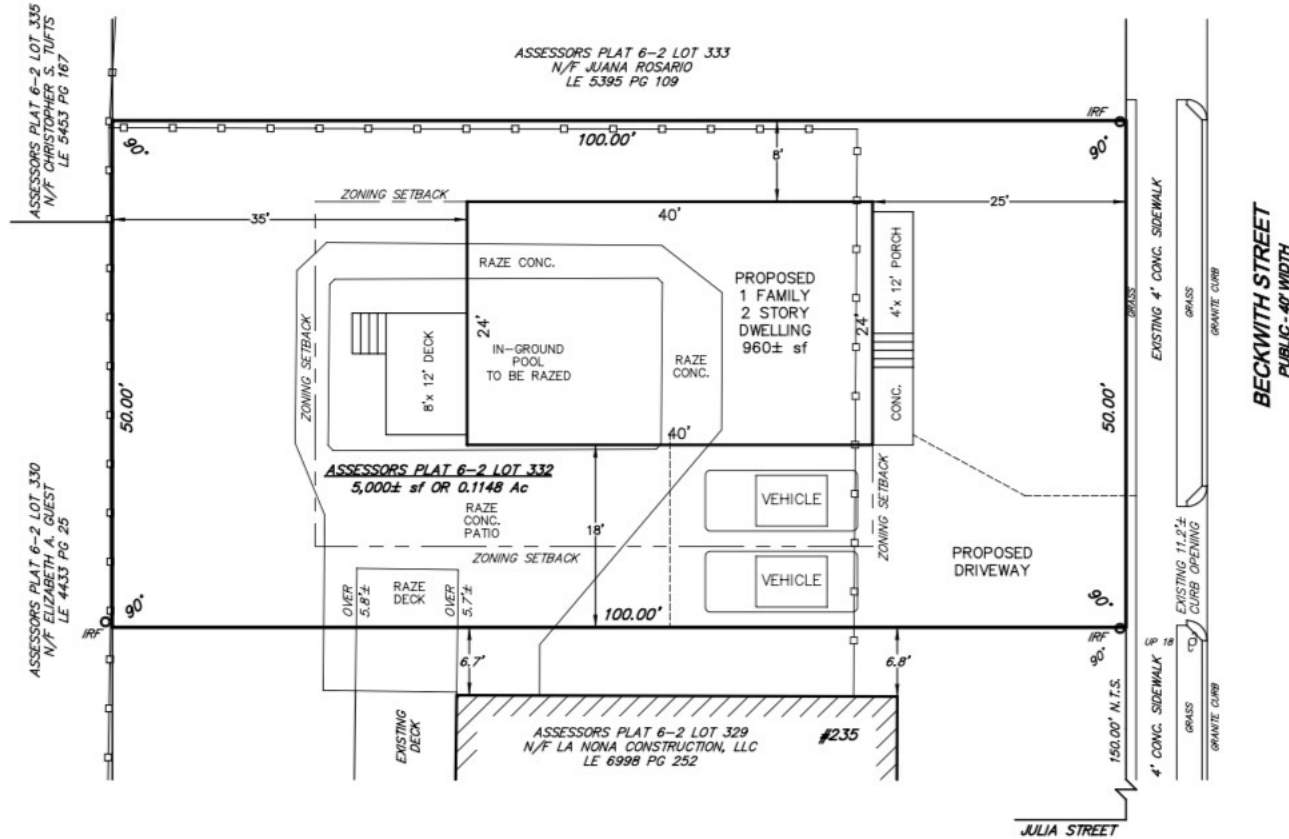 ASSESSORS PLAT 6-2 LOT 335
N/F CHRISTOPHER S. TUFTS
LE 5453 PG 167
ASSESSORS PLAT 6-2 LOT 333
N/F JUANA ROSARIO
LE 5395 PG 109
IRF
90°
100.00'
90°
8'
ZONING SETBACK
35'
40'
25'
RAZE CONC.
PROPOSED
1 FAMILY
2 STORY
DWELLING
960± sf
4'x 12' PORCH
24'
24'
IN-GROUND
POOL
TO BE RAZED
RAZE
CONC.
8'x 12' DECK
ZONING SETBACK
CONC.
50.00'
50.00'
40'
ASSESSORS PLAT 6-2 LOT 332
5,000± sf OR 0.1148 Ac
RAZE
CONC.
PATIO
18'
VEHICLE
ZONING SETBACK
ZONING SETBACK
PROPOSED
DRIVEWAY
VEHICLE
RAZE
DECK
OVER
5.8'±
OVER
5.7'±
90°
100.00'
90°
IRF
IRF
90°
6.7'
6.8'
ASSESSORS PLAT 6-2 LOT 330
N/F ELIZABETH A. GUEST
LE 4433 PG 25
EXISTING
DECK
ASSESSORS PLAT 6-2 LOT 329
N/F LA NONA CONSTRUCTION, LLC
LE 6998 PG 252
#235
GRASS
EXISTING 4' CONC. SIDEWALK
GRASS
GRANITE CURB
BECKWITH STREET
PUBLIC - 40' WIDTH
EXISTING 11.2'±
CURB OPENING
UP 18
150.00' N.T.S.
4' CONC. SIDEWALK
GRASS
GRANITE CURB
JULIA STREET